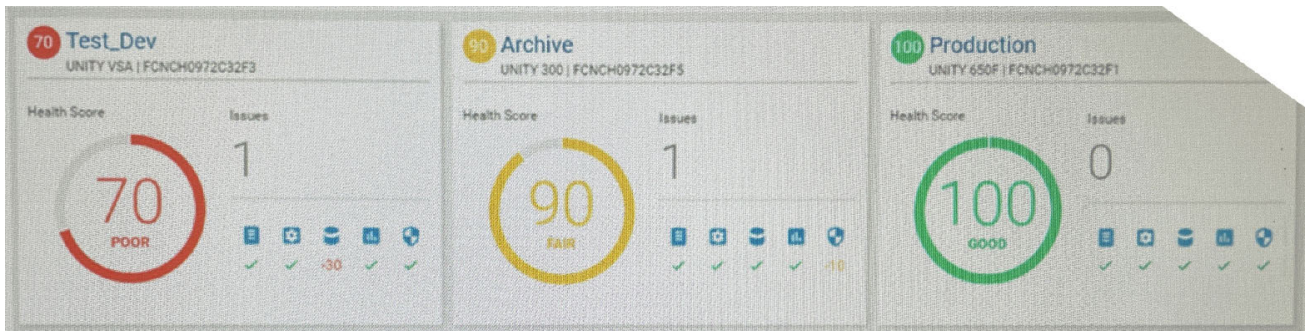 70 Test_Dev
UNITY VSA | FCNCH0972C32F3
Health Score
Issues
70
POOR
1
-30
90 Archive
UNITY 300 | FCNCH0972C32F5
Health Score
Issues
90
FAIR
1
-10
100 Production
UNITY 650F | FCNCH0972C32F1
Health Score
Issues
100
GOOD
0